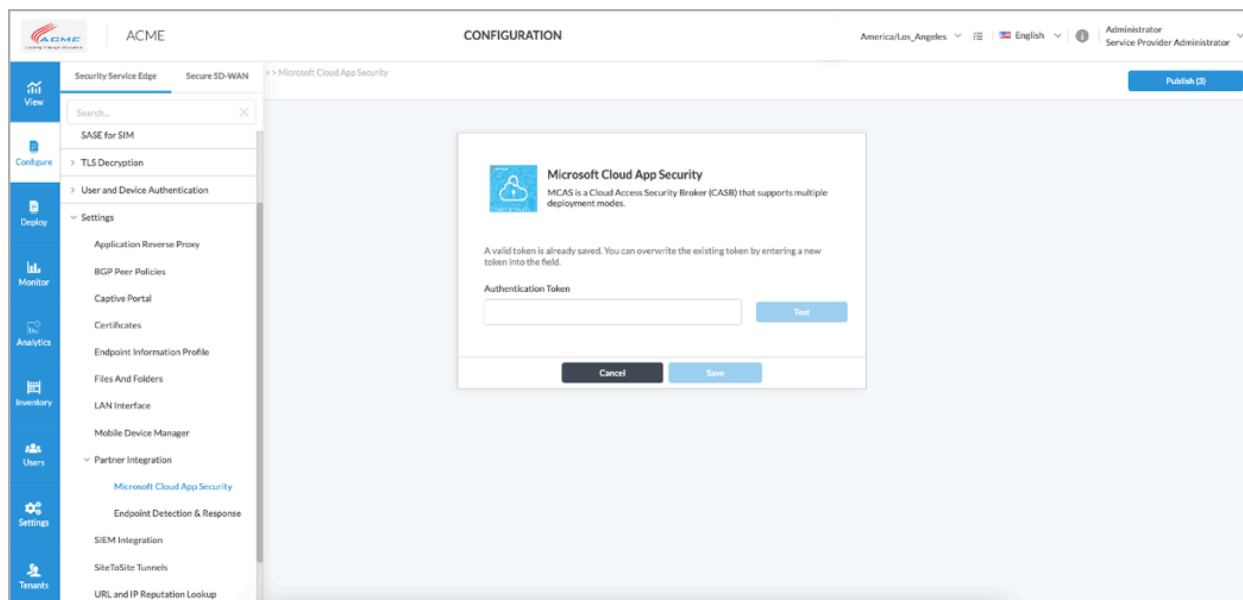 ACME
ACME
CONFIGURATION
America/Los_Angeles
English
Administrator
Service Provider Administrator
View
Configure
Deploy
Monitor
Analytics
Inventory
Users
Settings
Tenants
Security Service Edge
Secure SD-WAN
Search...
SASE for SIM
TLS Decryption
User and Device Authentication
Settings
Application Reverse Proxy
BGP Peer Policies
Captive Portal
Certificates
Endpoint Information Profile
Files And Folders
LAN Interface
Mobile Device Manager
Partner Integration
Microsoft Cloud App Security
Endpoint Detection & Response
SIEM Integration
SiteToSite Tunnels
URL and IP Reputation Lookup
> > Microsoft Cloud App Security
Publish (3)
Microsoft Cloud App Security
MCAS is a Cloud Access Security Broker (CASB) that supports multiple
deployment modes.
A valid token is already saved. You can overwrite the existing token by entering a new
token into the field.
Authentication Token
Test
Cancel
Save